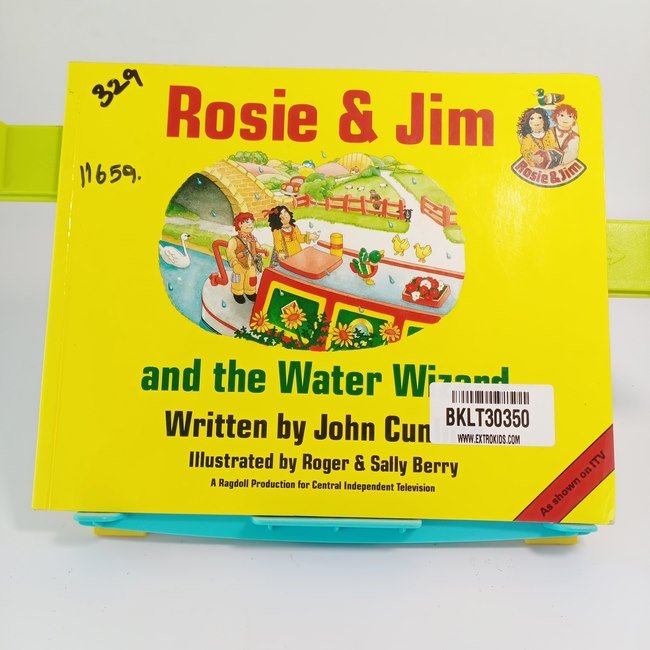 329
Rosie & Jim
11659.
Rosie & Jim
and the Water Wizard
Written by John Cun
BKLT30350
WWW.EXTROKIDS.COM
Illustrated by Roger & Sally Berry
A Ragdoll Production for Central Independent Television
As shown on ITV